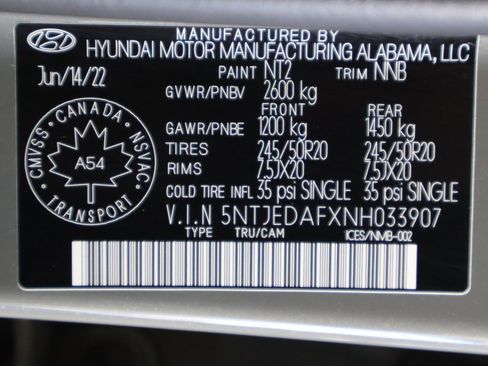 MANUFACTURED BY
HYUNDAI MOTOR MANUFACTURING ALABAMA, LLC
Jun/14/22 PAINT NT2 TRIM NNB
GVWR/PNBV 2600 kg
FRONT REAR
GAWR/PNBE 1200 kg 1450 kg
TIRES 245/50R20 245/50R20
RIMS 7.5JX20 7.5JX20
COLD TIRE INFL 35 psi SINGLE 35 psi SINGLE
V.I.N 5NTJEDAFXNH033907
TYPE TRU/CAM ICES/NMB-002
CMVSS • CANADA • NSVAC
A54
TRANSPORT